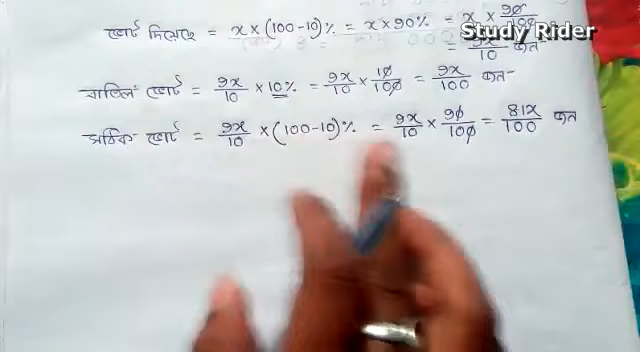 ভোট দিয়েছে = x × (100-10)% = x × 90% = x × 90/100
Study Rider
= 9x/10 জন
বাতিল ভোট = 9x/10 × 10% = 9x/10 × 10/100 = 9x/100 জন
সঠিক ভোট = 9x/10 × (100-10)% = 9x/10 × 90/100 = 81x/100 জন